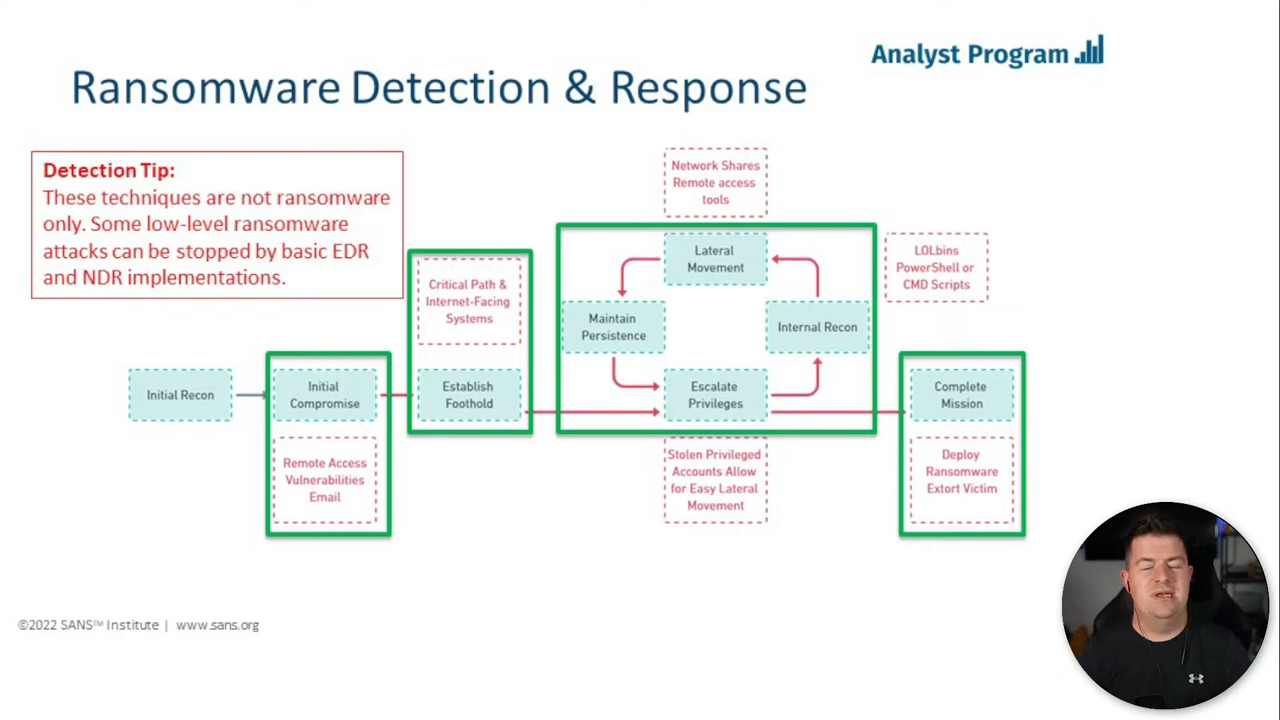 Analyst Program
Ransomware Detection & Response
Detection Tip:
These techniques are not ransomware
only. Some low-level ransomware
attacks can be stopped by basic EDR
and NDR implementations.
Network Shares
Remote access
tools
Critical Path &
Internet-Facing
Systems
Lateral
Movement
LOLbins
PowerShell or
CMD Scripts
Maintain
Persistence
Internal Recon
Initial Recon
Initial
Compromise
Establish
Foothold
Escalate
Privileges
Complete
Mission
Remote Access
Vulnerabilities
Email
Stolen Privileged
Accounts Allow
for Easy Lateral
Movement
Deploy
Ransomware
Extort Victim
©2022 SANS™ Institute | www.sans.org